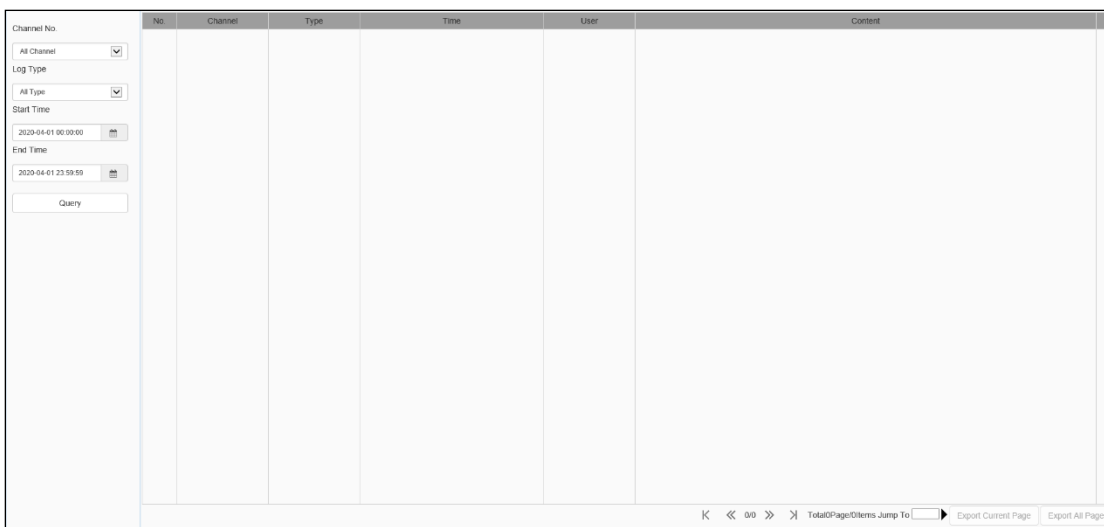 Channel No.
All Channel
Log Type
All Type
Start Time
2020-04-01 00:00:00
End Time
2020-04-01 23:59:59
Query
No. Channel Type Time User Content
0/0 Total0Page/0Items Jump To Export Current Page Export All Page